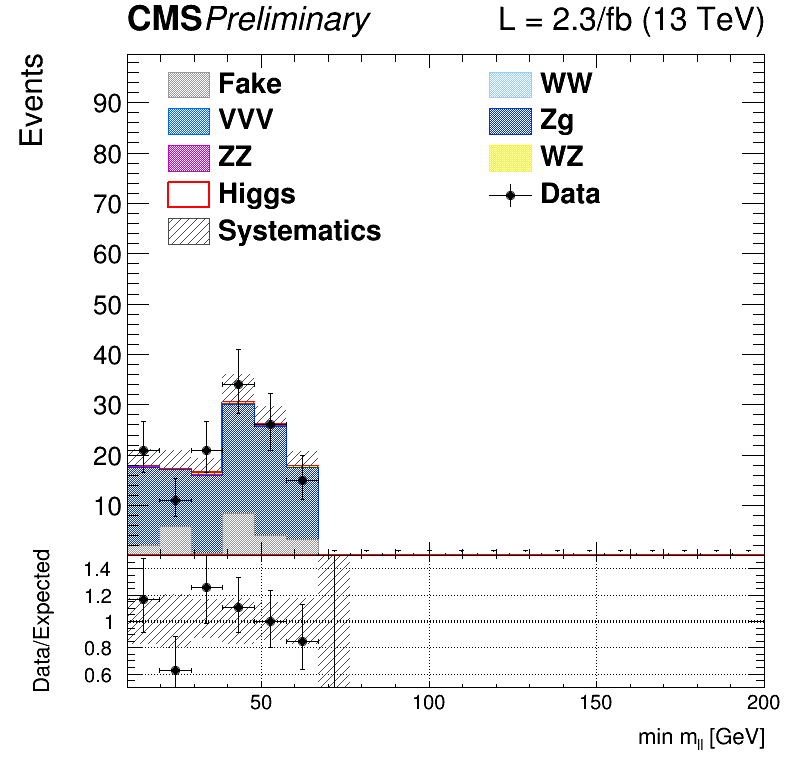 CMS Preliminary L = 2.3/fb (13 TeV)
Events
90
80
70
60
50
40
30
20
10
Fake WW
VVV Zg
ZZ WZ
Higgs Data
Systematics
Data/Expected
1.4
1.2
1
0.8
0.6
50 100 150 200
min mll [GeV]